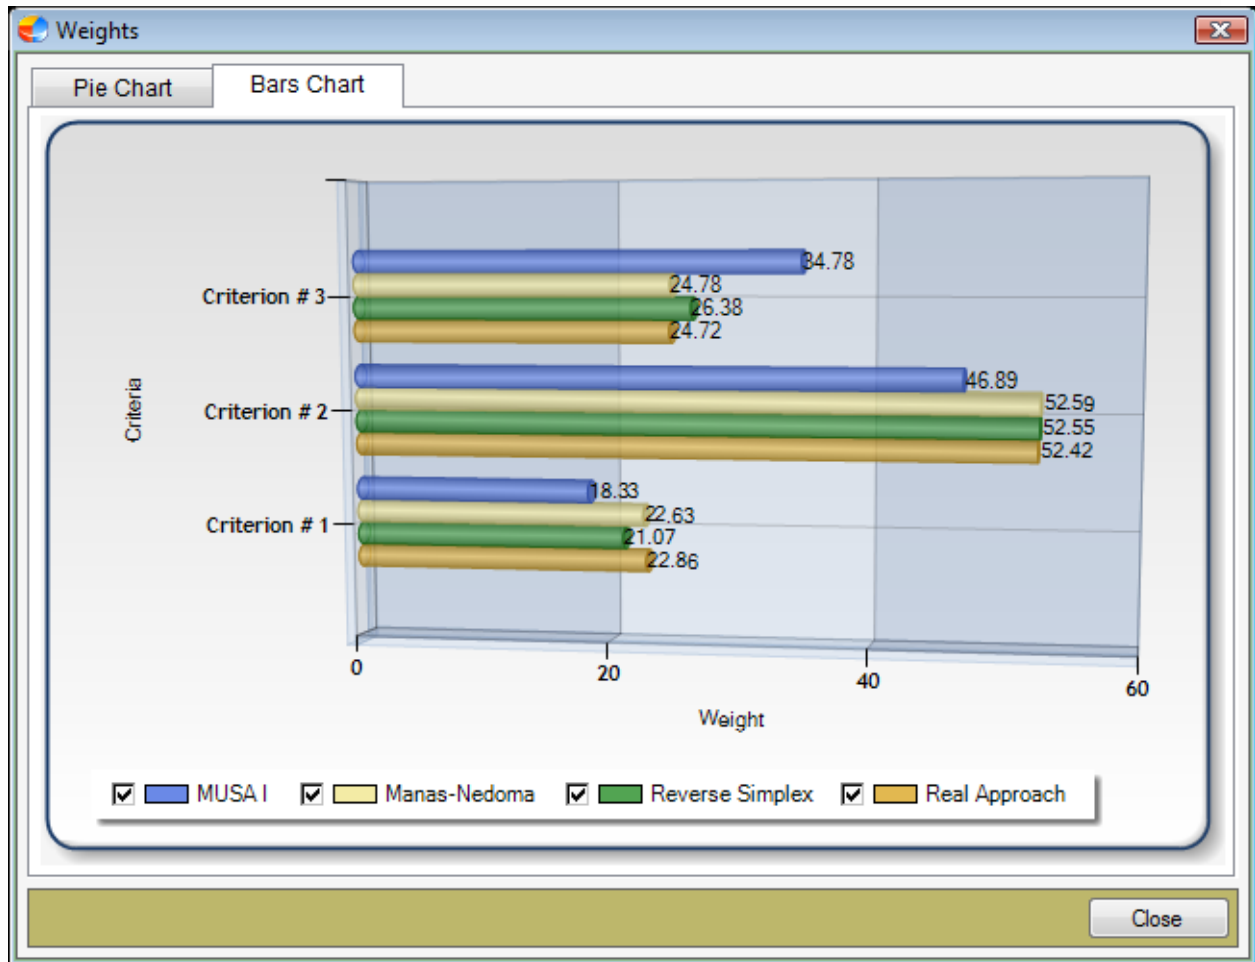 Weights
Pie Chart
Bars Chart
34.78
24.78
Criterion # 3
26.38
24.72
46.89
52.59
Criteria
Criterion # 2
52.55
52.42
18.33
22.63
Criterion # 1
21.07
22.86
0
20
40
60
Weight
MUSA I
Manas-Nedoma
Reverse Simplex
Real Approach
Close